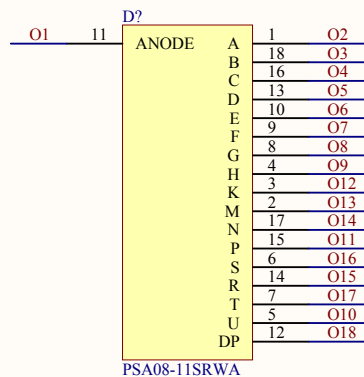 D?
O1 11 ANODE A 1 O2
B 18 O3
C 16 O4
D 13 O5
E 10 O6
F 9 O7
G 8 O8
H 4 O9
K 3 O12
M 2 O13
N 17 O14
P 15 O11
S 6 O16
R 14 O15
T 7 O17
U 5 O10
DP 12 O18
PSA08-11SRWA